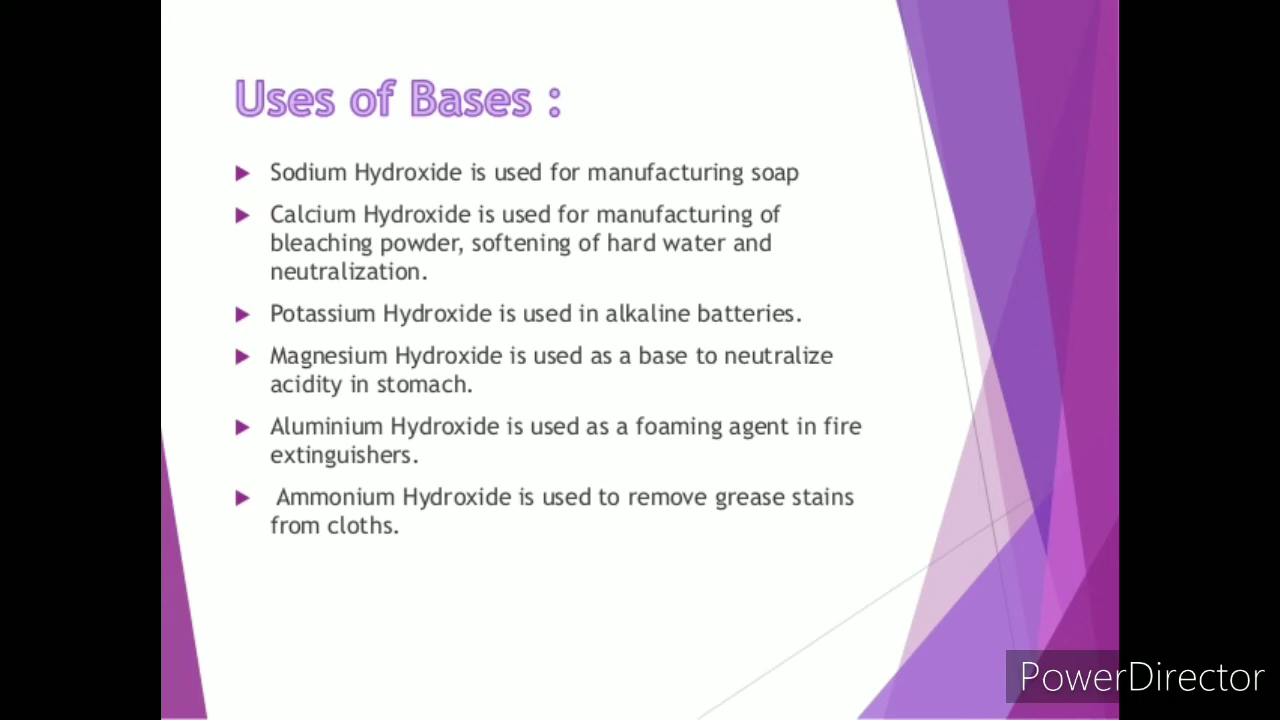 Uses of Bases :
Sodium Hydroxide is used for manufacturing soap
Calcium Hydroxide is used for manufacturing of
bleaching powder, softening of hard water and
neutralization.
Potassium Hydroxide is used in alkaline batteries.
Magnesium Hydroxide is used as a base to neutralize
acidity in stomach.
Aluminium Hydroxide is used as a foaming agent in fire
extinguishers.
Ammonium Hydroxide is used to remove grease stains
from cloths.
PowerDirector